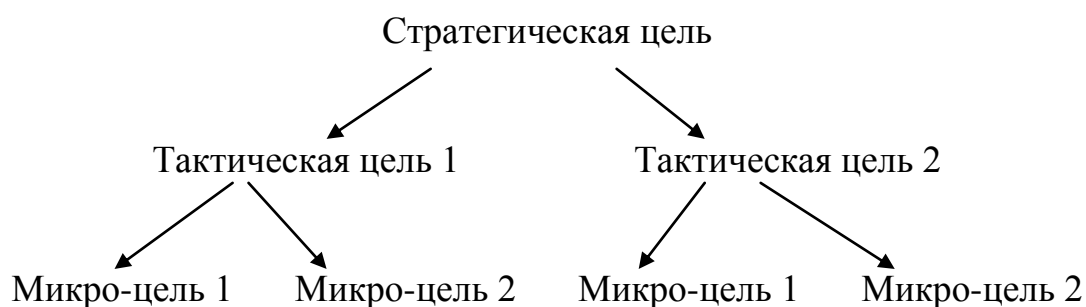 Стратегическая цель
Тактическая цель 1 Тактическая цель 2
Микро-цель 1 Микро-цель 2 Микро-цель 1 Микро-цель 2